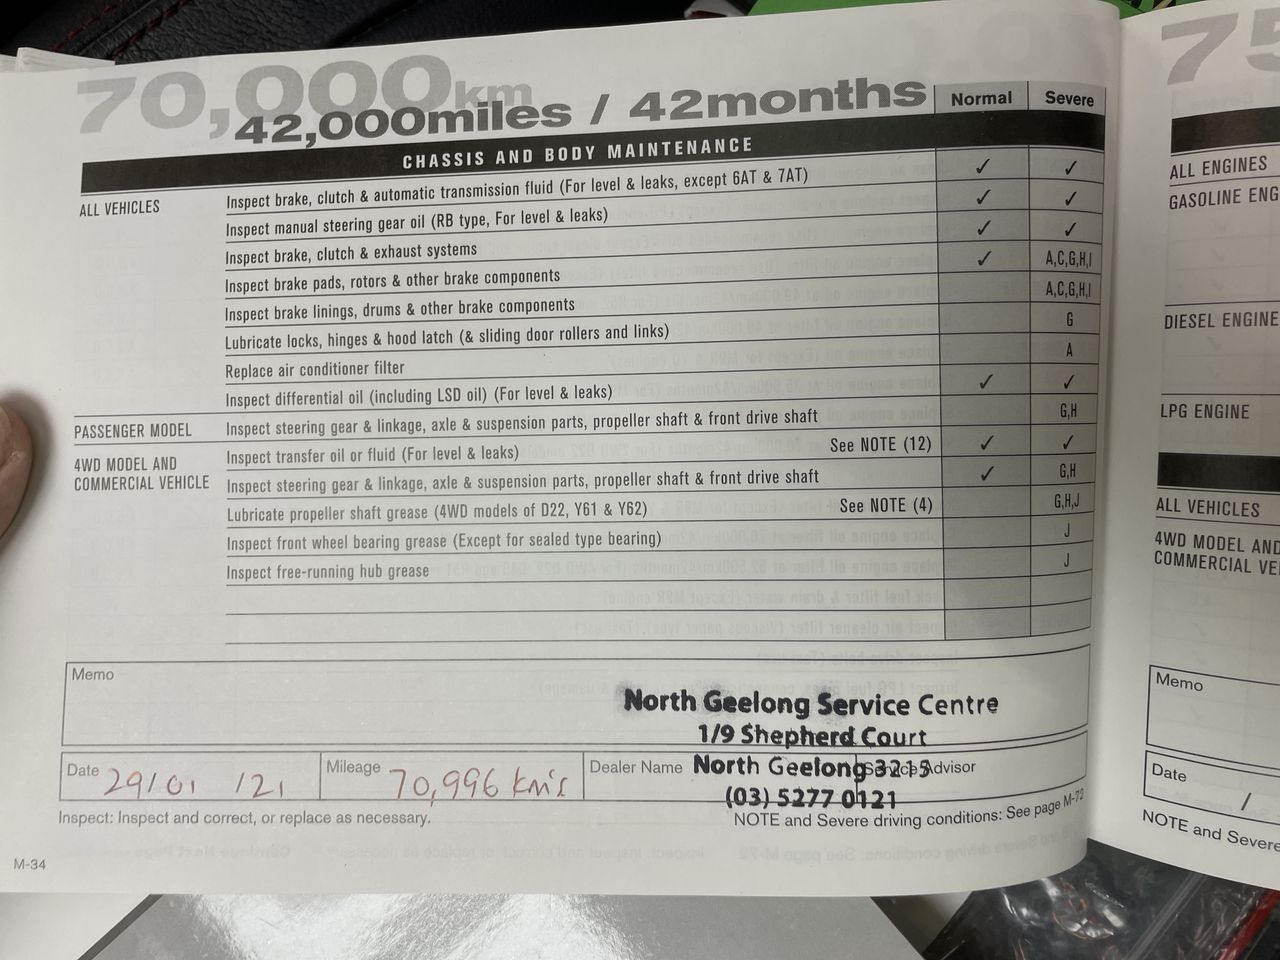 70,000km
42,000miles / 42months
Normal Severe
CHASSIS AND BODY MAINTENANCE
ALL VEHICLES Inspect brake, clutch & automatic transmission fluid (For level & leaks, except 6AT & 7AT) ✓ ✓
Inspect manual steering gear oil (RB type, For level & leaks) ✓ ✓
Inspect brake, clutch & exhaust systems ✓ ✓
Inspect brake pads, rotors & other brake components ✓ A,C,G,H,I
Inspect brake linings, drums & other brake components A,C,G,H,I
Lubricate locks, hinges & hood latch (& sliding door rollers and links) G
Replace air conditioner filter A
Inspect differential oil (including LSD oil) (For level & leaks) ✓ ✓
PASSENGER MODEL Inspect steering gear & linkage, axle & suspension parts, propeller shaft & front drive shaft G,H
4WD MODEL AND COMMERCIAL VEHICLE Inspect transfer oil or fluid (For level & leaks) See NOTE (12) ✓ ✓
Inspect steering gear & linkage, axle & suspension parts, propeller shaft & front drive shaft ✓ G,H
Lubricate propeller shaft grease (4WD models of D22, Y61 & Y62) See NOTE (4) G,H,J
Inspect front wheel bearing grease (Except for sealed type bearing) J
Inspect free-running hub grease J
Memo
North Geelong Service Centre
1/9 Shepherd Court
North Geelong 3215
(03) 5277 0121
Date 29/01/21 Mileage 70,996 km's Dealer Name Service Advisor
Inspect: Inspect and correct, or replace as necessary.
NOTE and Severe driving conditions: See page M-72
M-34
75
ALL ENGINES
GASOLINE ENG
DIESEL ENGINE
LPG ENGINE
ALL VEHICLES
4WD MODEL AND
COMMERCIAL VE
Memo
Date /
NOTE and Severe